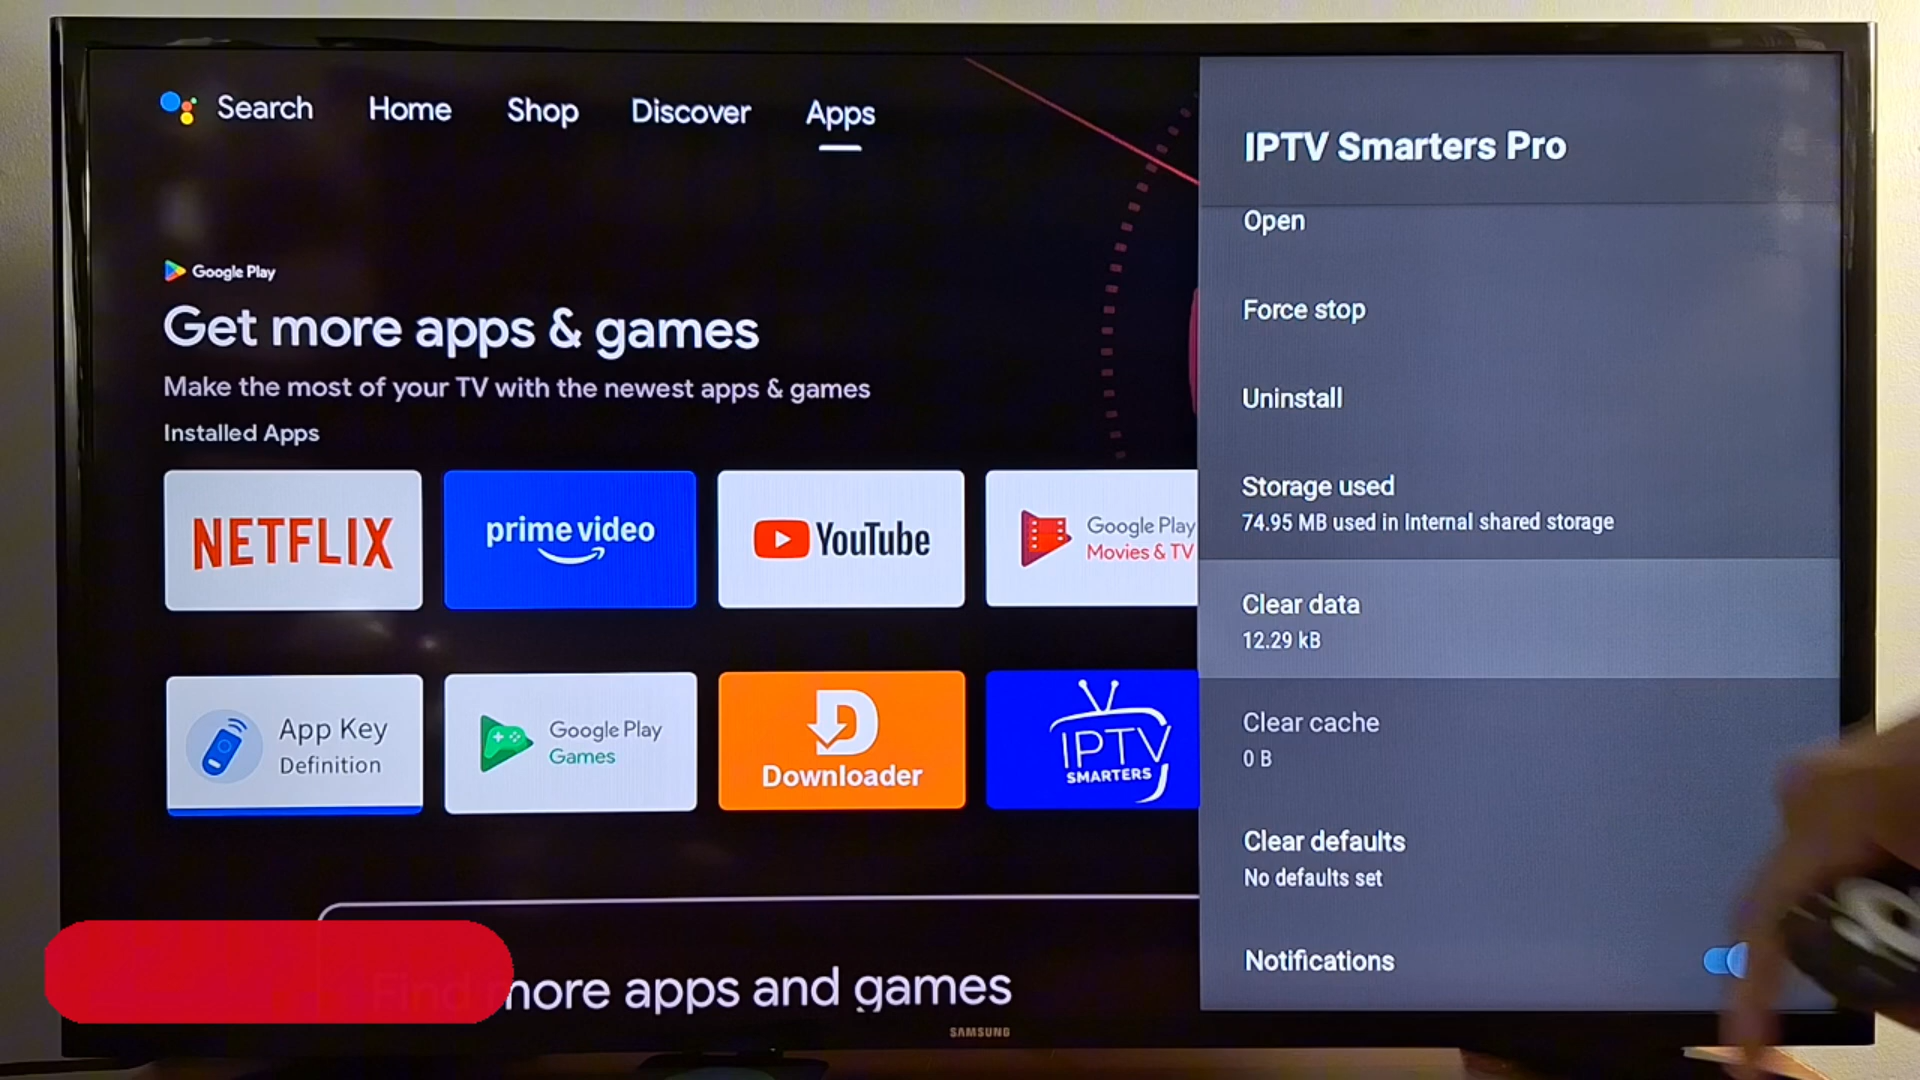 Search Home Shop Discover Apps
Google Play
Get more apps & games
Make the most of your TV with the newest apps & games
Installed Apps
NETFLIX
prime video
YouTube
Google Play
Movies & TV
App Key
Definition
Google Play
Games
Downloader
IPTV
SMARTERS
Find more apps and games
IPTV Smarters Pro
Open
Force stop
Uninstall
Storage used
74.95 MB used in Internal shared storage
Clear data
12.29 kB
Clear cache
0 B
Clear defaults
No defaults set
Notifications
SAMSUNG